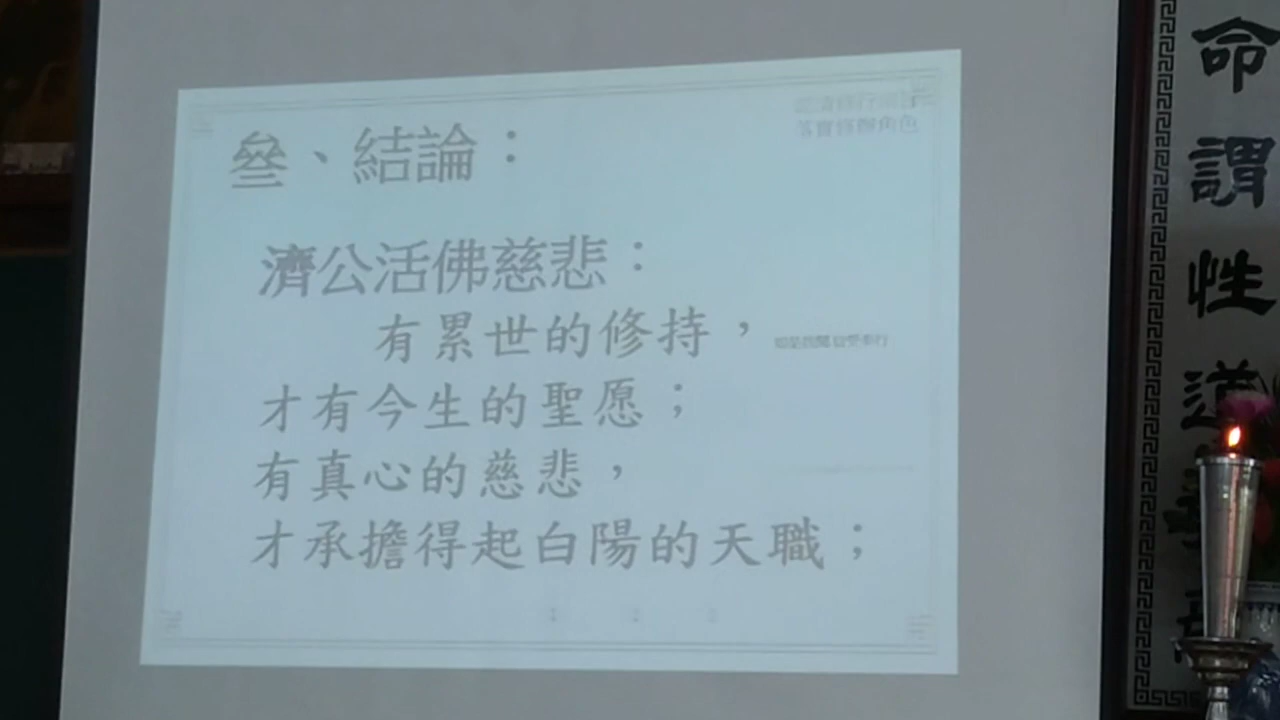 叄、結論：
濟公活佛慈悲：
有累世的修持，
才有今生的聖愿；
有真心的慈悲，
才承擔得起白陽的天職；
命謂性道